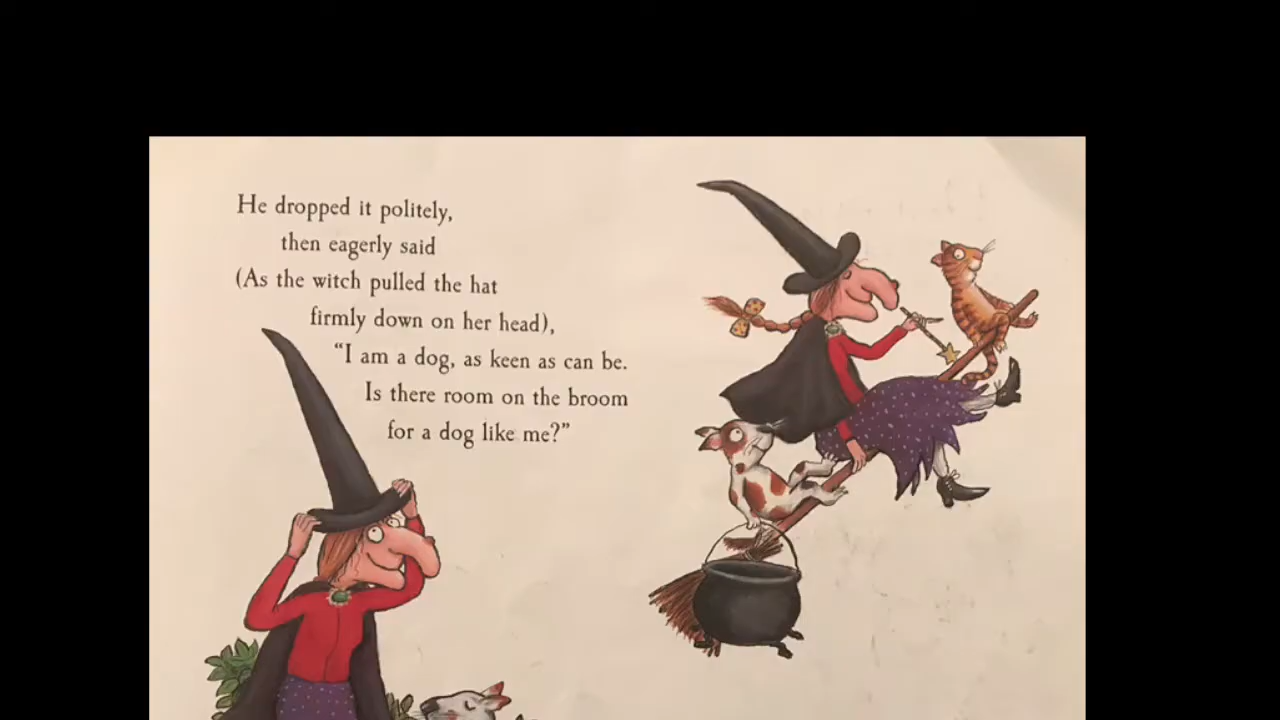 He dropped it politely,
then eagerly said
(As the witch pulled the hat
firmly down on her head),
“I am a dog, as keen as can be.
Is there room on the broom
for a dog like me?”